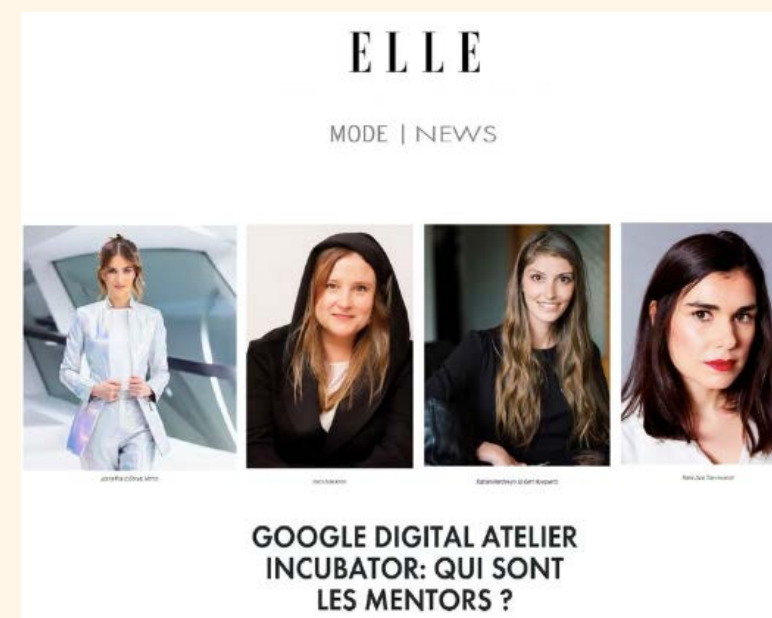 ELLE
MODE | NEWS
GOOGLE DIGITAL ATELIER
INCUBATOR: QUI SONT
LES MENTORS ?